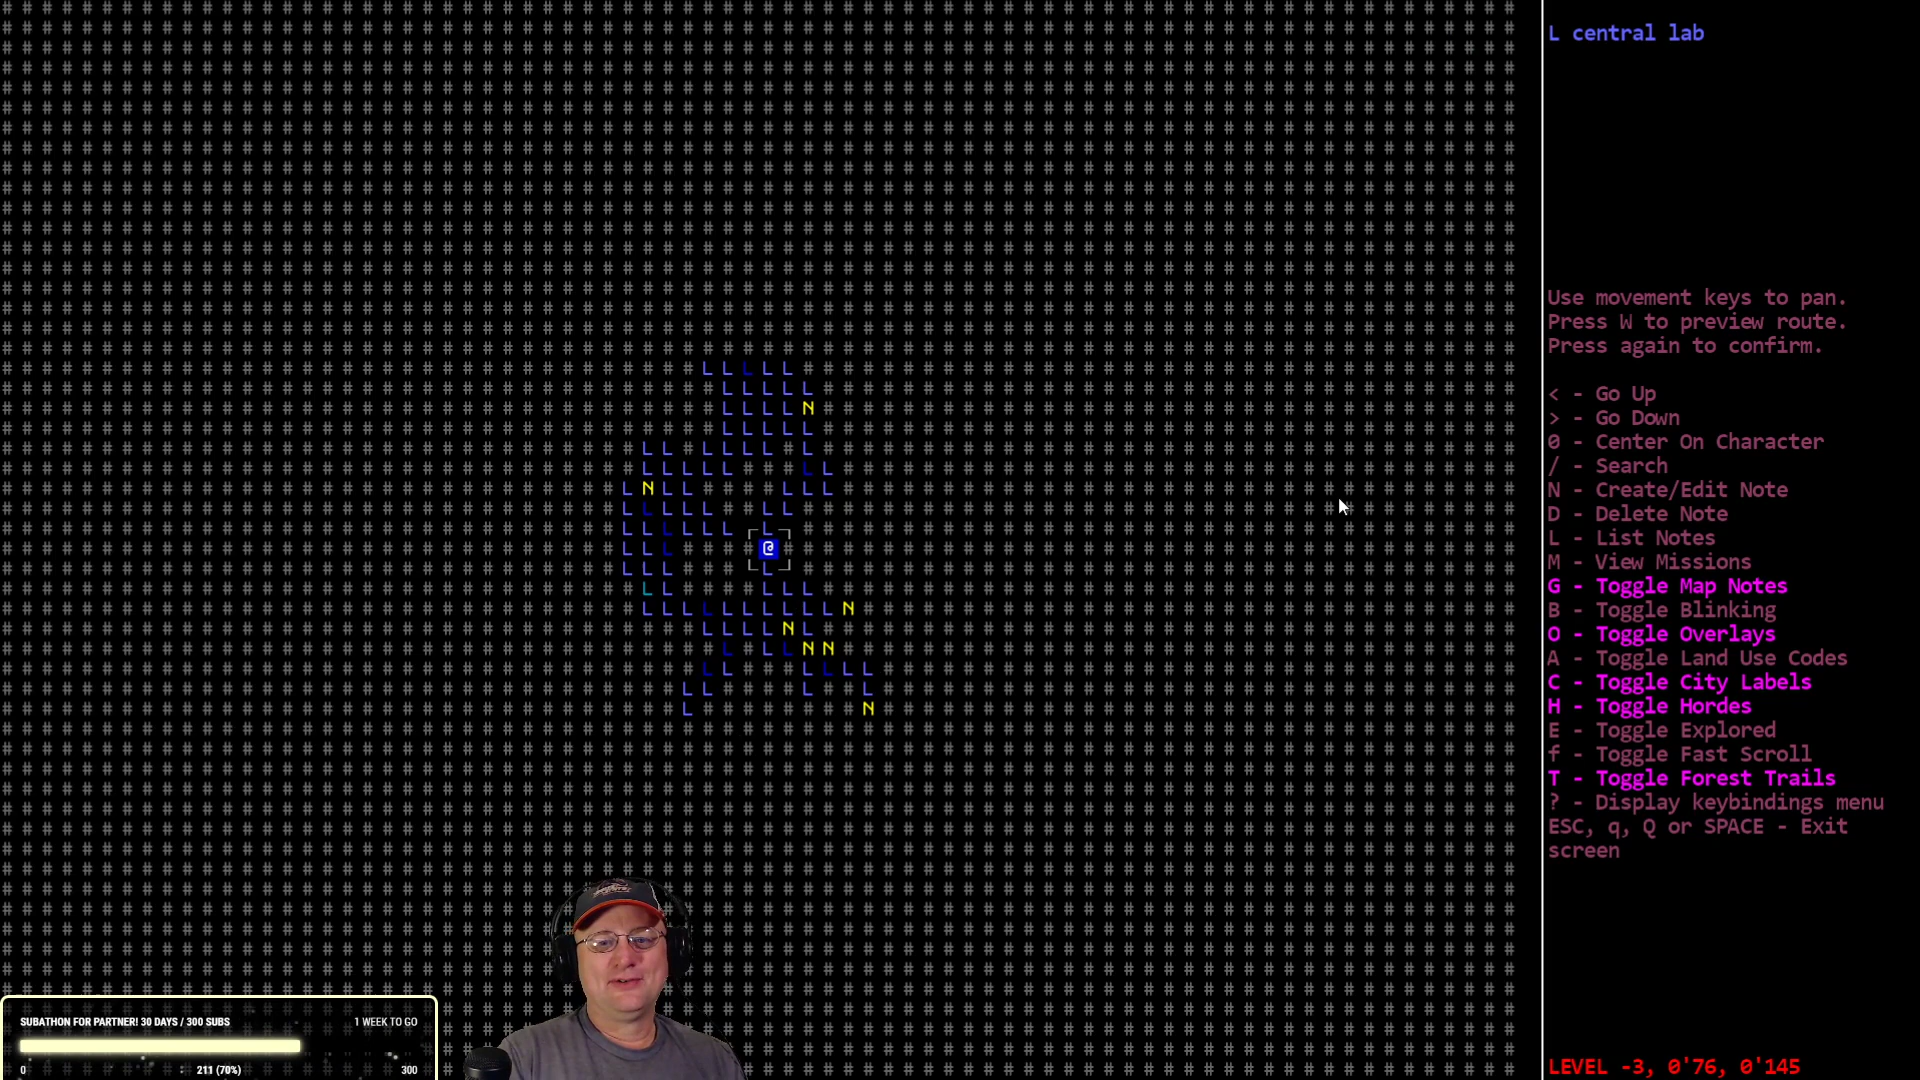 L central lab
Use movement keys to pan.
Press W to preview route.
Press again to confirm.
< - Go Up
> - Go Down
0 - Center On Character
/ - Search
N - Create/Edit Note
D - Delete Note
L - List Notes
M - View Missions
G - Toggle Map Notes
B - Toggle Blinking
O - Toggle Overlays
A - Toggle Land Use Codes
C - Toggle City Labels
H - Toggle Hordes
E - Toggle Explored
f - Toggle Fast Scroll
T - Toggle Forest Trails
? - Display keybindings menu
ESC, q, Q or SPACE - Exit
screen
LEVEL -3, 0'76, 0'145
SUBATHON FOR PARTNER! 30 DAYS / 300 SUBS 1 WEEK TO GO
0 211 (70%) 300